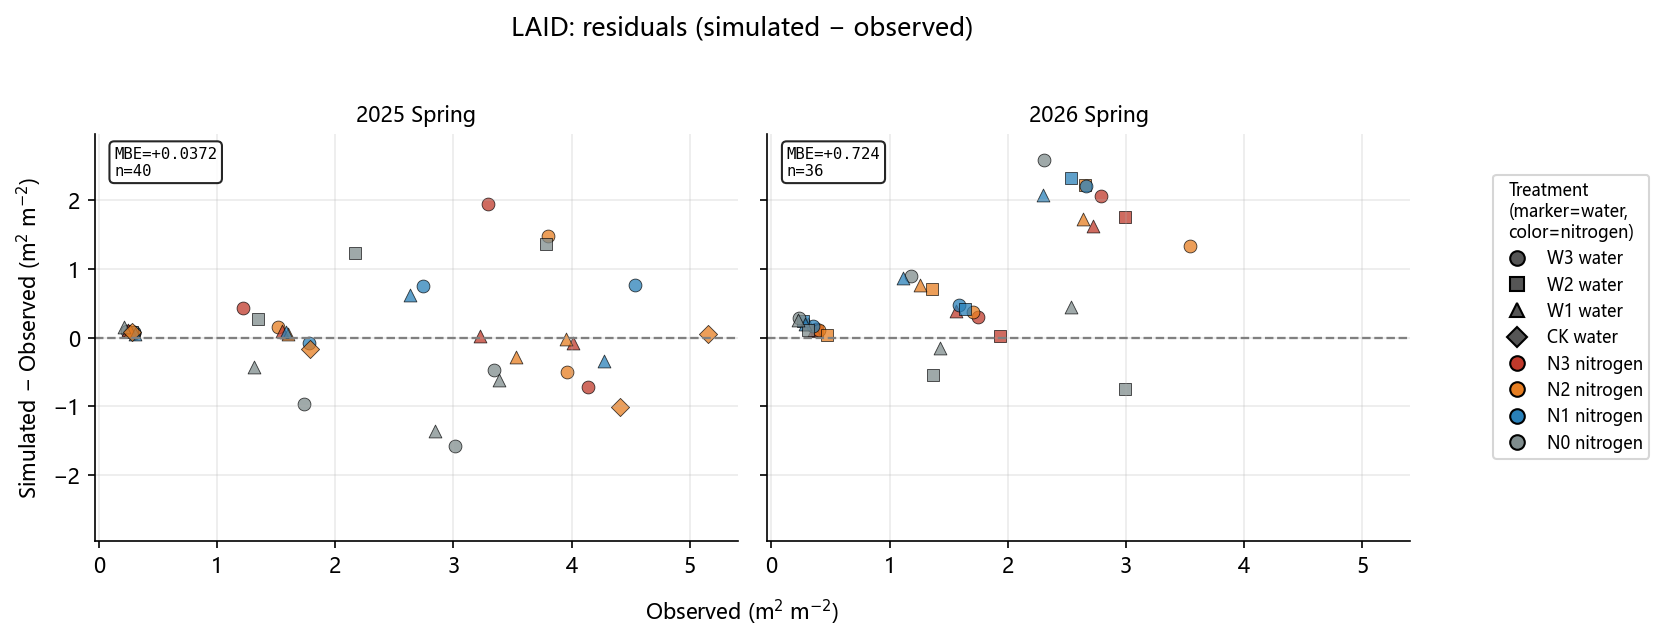 LAID: residuals (simulated − observed)
2025 Spring
2026 Spring
MBE=+0.0372
n=40
MBE=+0.724
n=36
Simulated − Observed (m² m⁻²)
2
1
0
−1
−2
0 1 2 3 4 5
0 1 2 3 4 5
Observed (m² m⁻²)
Treatment
(marker=water,
color=nitrogen)
W3 water
W2 water
W1 water
CK water
N3 nitrogen
N2 nitrogen
N1 nitrogen
N0 nitrogen